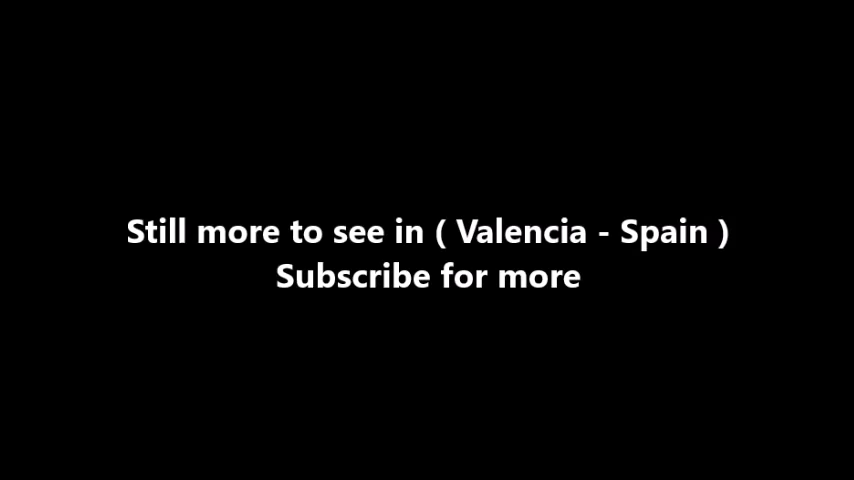 Still more to see in ( Valencia - Spain )
Subscribe for more